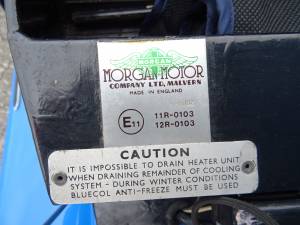 MORGAN
MORGAN MOTOR
COMPANY LTD, MALVERN
MADE IN ENGLAND
E11
11R-0103
12R-0103
CAUTION
IT IS IMPOSSIBLE TO DRAIN HEATER UNIT
WHEN DRAINING REMAINDER OF COOLING
SYSTEM - DURING WINTER CONDITIONS
BLUECOL ANTI-FREEZE MUST BE USED